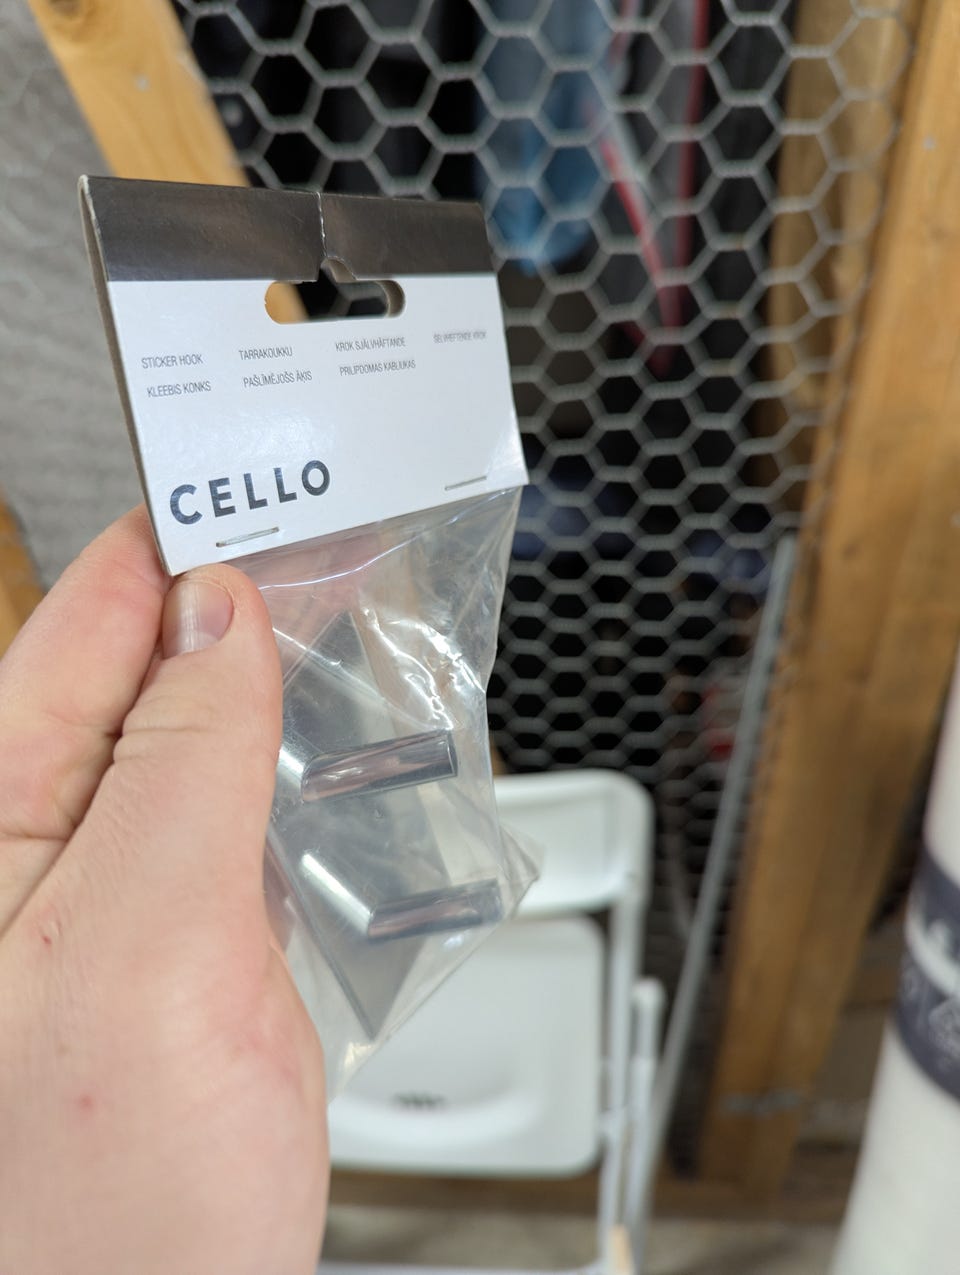 STICKER HOOK TARRAKOUKKU KROK SJÄLVHÄFTANDE SELVHEFTENDE KROK
KLEEBIS KONKS PAŠLĪMĒJOŠS ĀĶIS PRILIPDOMAS KABLIUKAS
CELLO